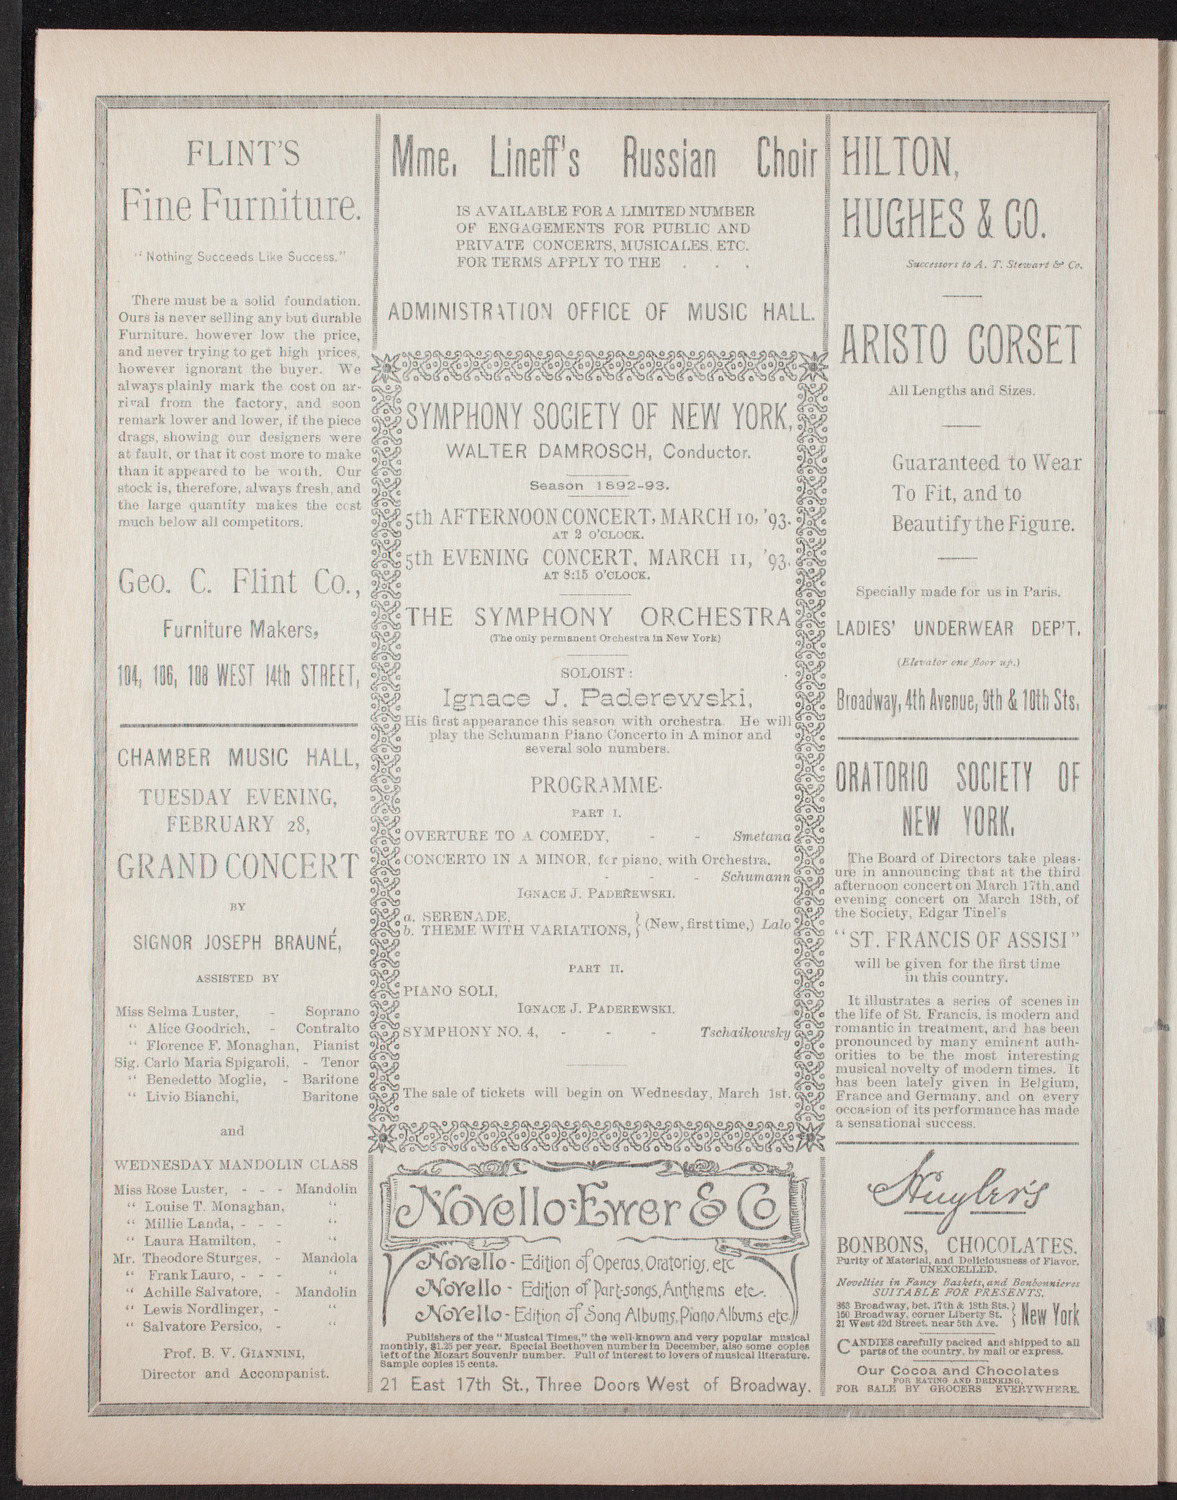 FLINT'S
Fine Furniture.
"Nothing Succeeds Like Success."
There must be a solid foundation.
Ours is never selling any but durable
Furniture, however low the price,
and never trying to get high prices,
however ignorant the buyer. We
always plainly mark the cost on ar-
rival from the factory, and soon
remark lower and lower, if the piece
drags, showing our designers were
at fault, or that it cost more to make
than it appeared to be worth. Our
stock is, therefore, always fresh, and
the large quantity makes the cost
much below all competitors.
Geo. C. Flint Co.,
Furniture Makers,
104, 106, 108 WEST 14th STREET,
CHAMBER MUSIC HALL,
TUESDAY EVENING,
FEBRUARY 28,
GRAND CONCERT
BY
SIGNOR JOSEPH BRAUNÉ,
ASSISTED BY
Miss Selma Luster, - Soprano
" Alice Goodrich, - Contralto
" Florence F. Monaghan, Pianist
Sig. Carlo Maria Spigaroli, - Tenor
" Benedetto Moglie, - Baritone
" Livio Bianchi, Baritone
and
WEDNESDAY MANDOLIN CLASS
Miss Rose Luster, - - - Mandolin
" Louise T. Monaghan, "
" Millie Landa, - - - "
" Laura Hamilton, - "
Mr. Theodore Sturges, - Mandola
" Frank Lauro, - - - "
" Achille Salvatore, - Mandolin
" Lewis Nordlinger, - "
" Salvatore Persico, - "
Prof. B. V. GIANNINI,
Director and Accompanist.
Mme. Lineff's Russian Choir
IS AVAILABLE FOR A LIMITED NUMBER
OF ENGAGEMENTS FOR PUBLIC AND
PRIVATE CONCERTS, MUSICALES, ETC.
FOR TERMS APPLY TO THE . . .
ADMINISTRATION OFFICE OF MUSIC HALL.
SYMPHONY SOCIETY OF NEW YORK,
WALTER DAMROSCH, Conductor.
Season 1892-93.
5th AFTERNOON CONCERT, MARCH 10, '93.
AT 2 O'CLOCK.
5th EVENING CONCERT, MARCH 11, '93.
AT 8:15 O'CLOCK.
THE SYMPHONY ORCHESTRA
(The only permanent Orchestra in New York)
SOLOIST:
Ignace J. Paderewski,
His first appearance this season with orchestra. He will
play the Schumann Piano Concerto in A minor and
several solo numbers.
PROGRAMME.
PART I.
OVERTURE TO A COMEDY, - - Smetana
CONCERTO IN A MINOR, for piano, with Orchestra.
- - - Schumann
IGNACE J. PADEREWSKI.
a. SERENADE,
b. THEME WITH VARIATIONS, } (New, first time,) Lalo
PART II.
PIANO SOLI,
IGNACE J. PADEREWSKI.
SYMPHONY NO. 4, - - - Tschaikowsky
The sale of tickets will begin on Wednesday, March 1st.
Novello·Ewer & Co
Novello - Edition of Operas, Oratorios, etc
Novello - Edition of Part-songs, Anthems etc.
Novello - Edition of Song Albums, Piano Albums etc.
Publishers of the "Musical Times," the well-known and very popular musical
monthly, $1.25 per year. Special Beethoven number in December, also some copies
left of the Mozart Souvenir number. Full of interest to lovers of musical literature.
Sample copies 15 cents.
21 East 17th St., Three Doors West of Broadway.
HILTON,
HUGHES & CO.
Successors to A. T. Stewart & Co.
ARISTO CORSET
All Lengths and Sizes.
Guaranteed to Wear
To Fit, and to
Beautify the Figure.
Specially made for us in Paris.
LADIES' UNDERWEAR DEP'T.
(Elevator one floor up.)
Broadway, 4th Avenue, 9th & 10th Sts.
ORATORIO SOCIETY OF
NEW YORK.
The Board of Directors take pleas-
ure in announcing that at the third
afternoon concert on March 17th, and
evening concert on March 18th, of
the Society, Edgar Tinel's
"ST. FRANCIS OF ASSISI"
will be given for the first time
in this country.
It illustrates a series of scenes in
the life of St. Francis, is modern and
romantic in treatment, and has been
pronounced by many eminent auth-
orities to be the most interesting
musical novelty of modern times. It
has been lately given in Belgium,
France and Germany, and on every
occasion of its performance has made
a sensational success.
Huyler's
BONBONS, CHOCOLATES.
Purity of Material, and Deliciousness of Flavor.
UNEXCELLED.
Novelties in Fancy Baskets, and Bonbonnieres
SUITABLE FOR PRESENTS.
863 Broadway, bet. 17th & 18th Sts.
150 Broadway, corner Liberty St. } New York
21 West 42d Street, near 5th Ave.
CANDIES carefully packed and shipped to all
parts of the country, by mail or express.
Our Cocoa and Chocolates
FOR EATING AND DRINKING,
FOR SALE BY GROCERS EVERYWHERE.